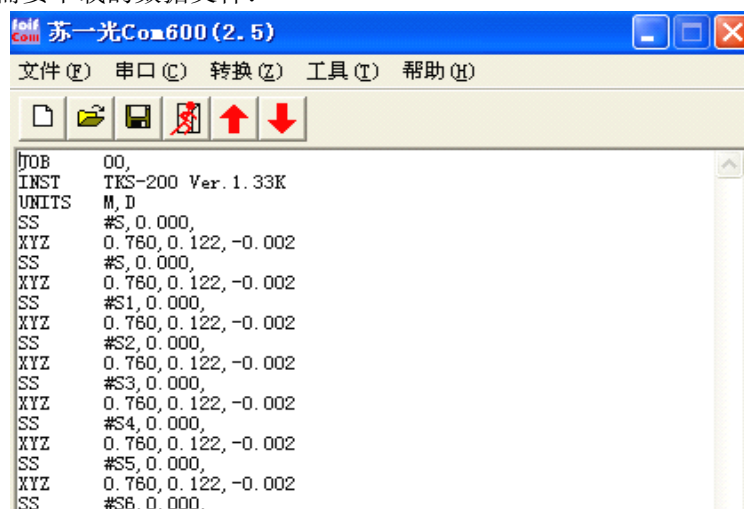 foif
Com 苏一光Com600(2.5)
文件(F) 串口(C) 转换(Z) 工具(T) 帮助(H)
JOB 00,
INST TKS-200 Ver.1.33K
UNITS M,D
SS #S,0.000,
XYZ 0.760,0.122,-0.002
SS #S,0.000,
XYZ 0.760,0.122,-0.002
SS #S1,0.000,
XYZ 0.760,0.122,-0.002
SS #S2,0.000,
XYZ 0.760,0.122,-0.002
SS #S3,0.000,
XYZ 0.760,0.122,-0.002
SS #S4,0.000,
XYZ 0.760,0.122,-0.002
SS #S5,0.000,
XYZ 0.760,0.122,-0.002
SS #S6,0.000,